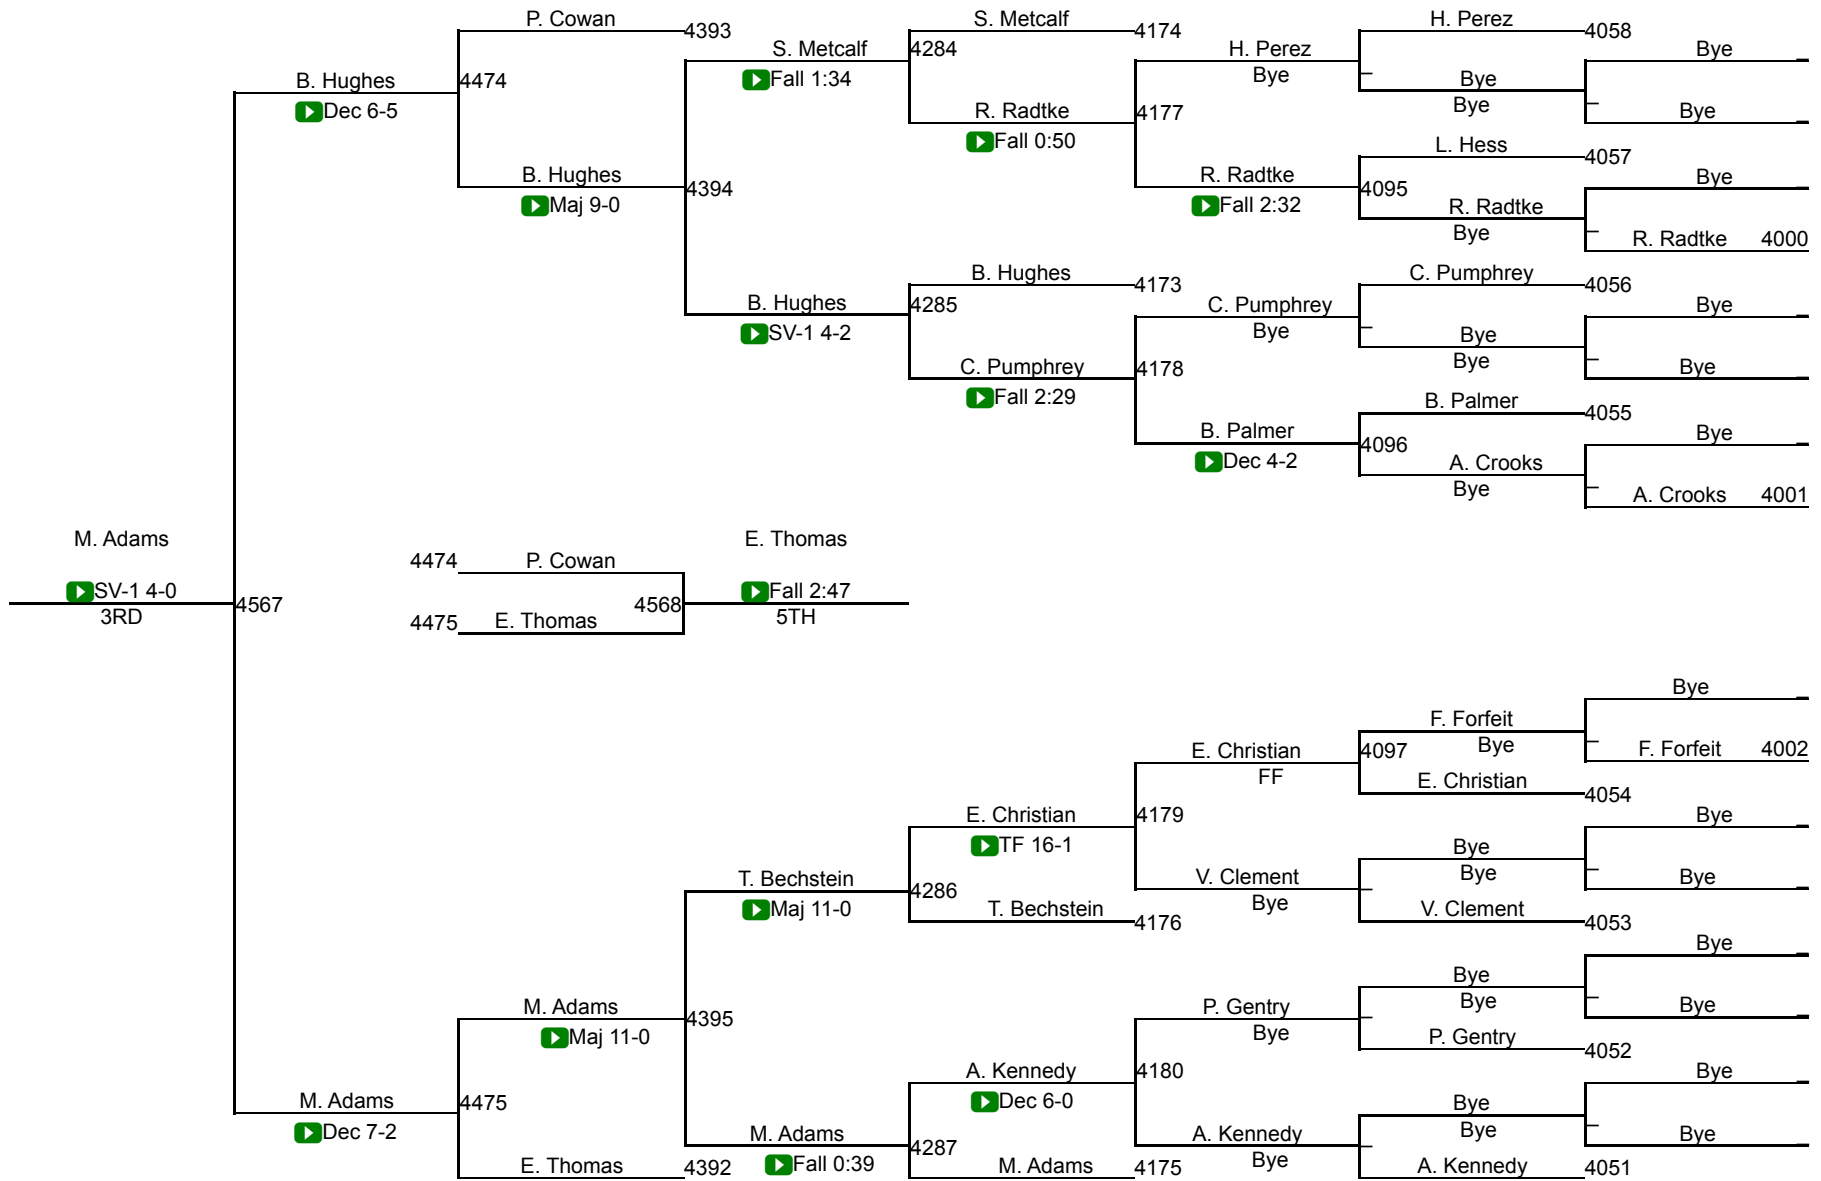 P. Cowan
4393
B. Hughes
Dec 6-5
4474
B. Hughes
Maj 9-0
S. Metcalf
Fall 1:34
4394
B. Hughes
SV-1 4-2
S. Metcalf
4174
4284
R. Radtke
Fall 0:50
B. Hughes
4173
4285
C. Pumphrey
Fall 2:29
H. Perez
Bye
4177
R. Radtke
Fall 2:32
C. Pumphrey
Bye
4178
B. Palmer
Dec 4-2
H. Perez
4058
Bye
Bye
L. Hess
4057
4095
R. Radtke
Bye
C. Pumphrey
4056
Bye
Bye
B. Palmer
4055
4096
A. Crooks
Bye
Bye
Bye
Bye
R. Radtke 4000
Bye
Bye
Bye
A. Crooks 4001
M. Adams
SV-1 4-0
3RD
4567
4474
P. Cowan
4475
E. Thomas
4568
E. Thomas
Fall 2:47
5TH
M. Adams
Dec 7-2
4475
M. Adams
Maj 11-0
E. Thomas
4392
T. Bechstein
Maj 11-0
4395
M. Adams
Fall 0:39
E. Christian
TF 16-1
4286
T. Bechstein
4176
A. Kennedy
Dec 6-0
4287
M. Adams
4175
E. Christian
FF
4179
V. Clement
Bye
P. Gentry
Bye
4180
A. Kennedy
Bye
F. Forfeit
Bye
4097
E. Christian
4054
Bye
Bye
V. Clement
4053
Bye
Bye
P. Gentry
4052
Bye
Bye
A. Kennedy
4051
Bye
F. Forfeit 4002
Bye
Bye
Bye
Bye
Bye
Bye